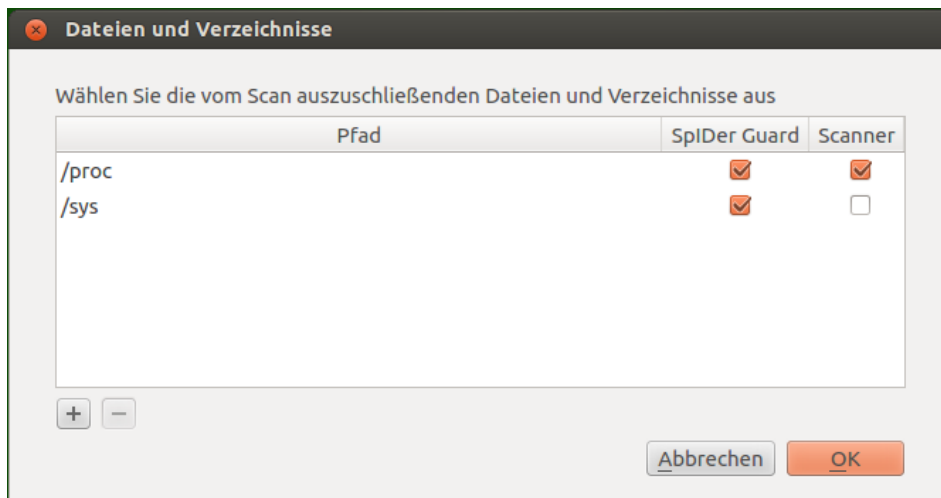 Dateien und Verzeichnisse
Wählen Sie die vom Scan auszuschließenden Dateien und Verzeichnisse aus
Pfad SpIDer Guard Scanner
/proc
/sys
Abbrechen OK